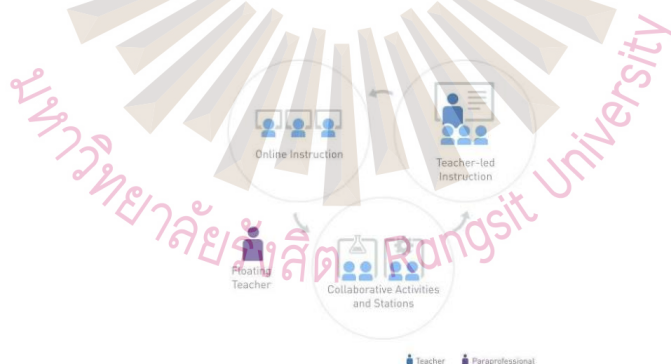 มหาวิทยาลัยรังสิต Rangsit University
Online Instruction
Teacher-led
Instruction
Floating
Teacher
Collaborative Activities
and Stations
Teacher
Paraprofessional